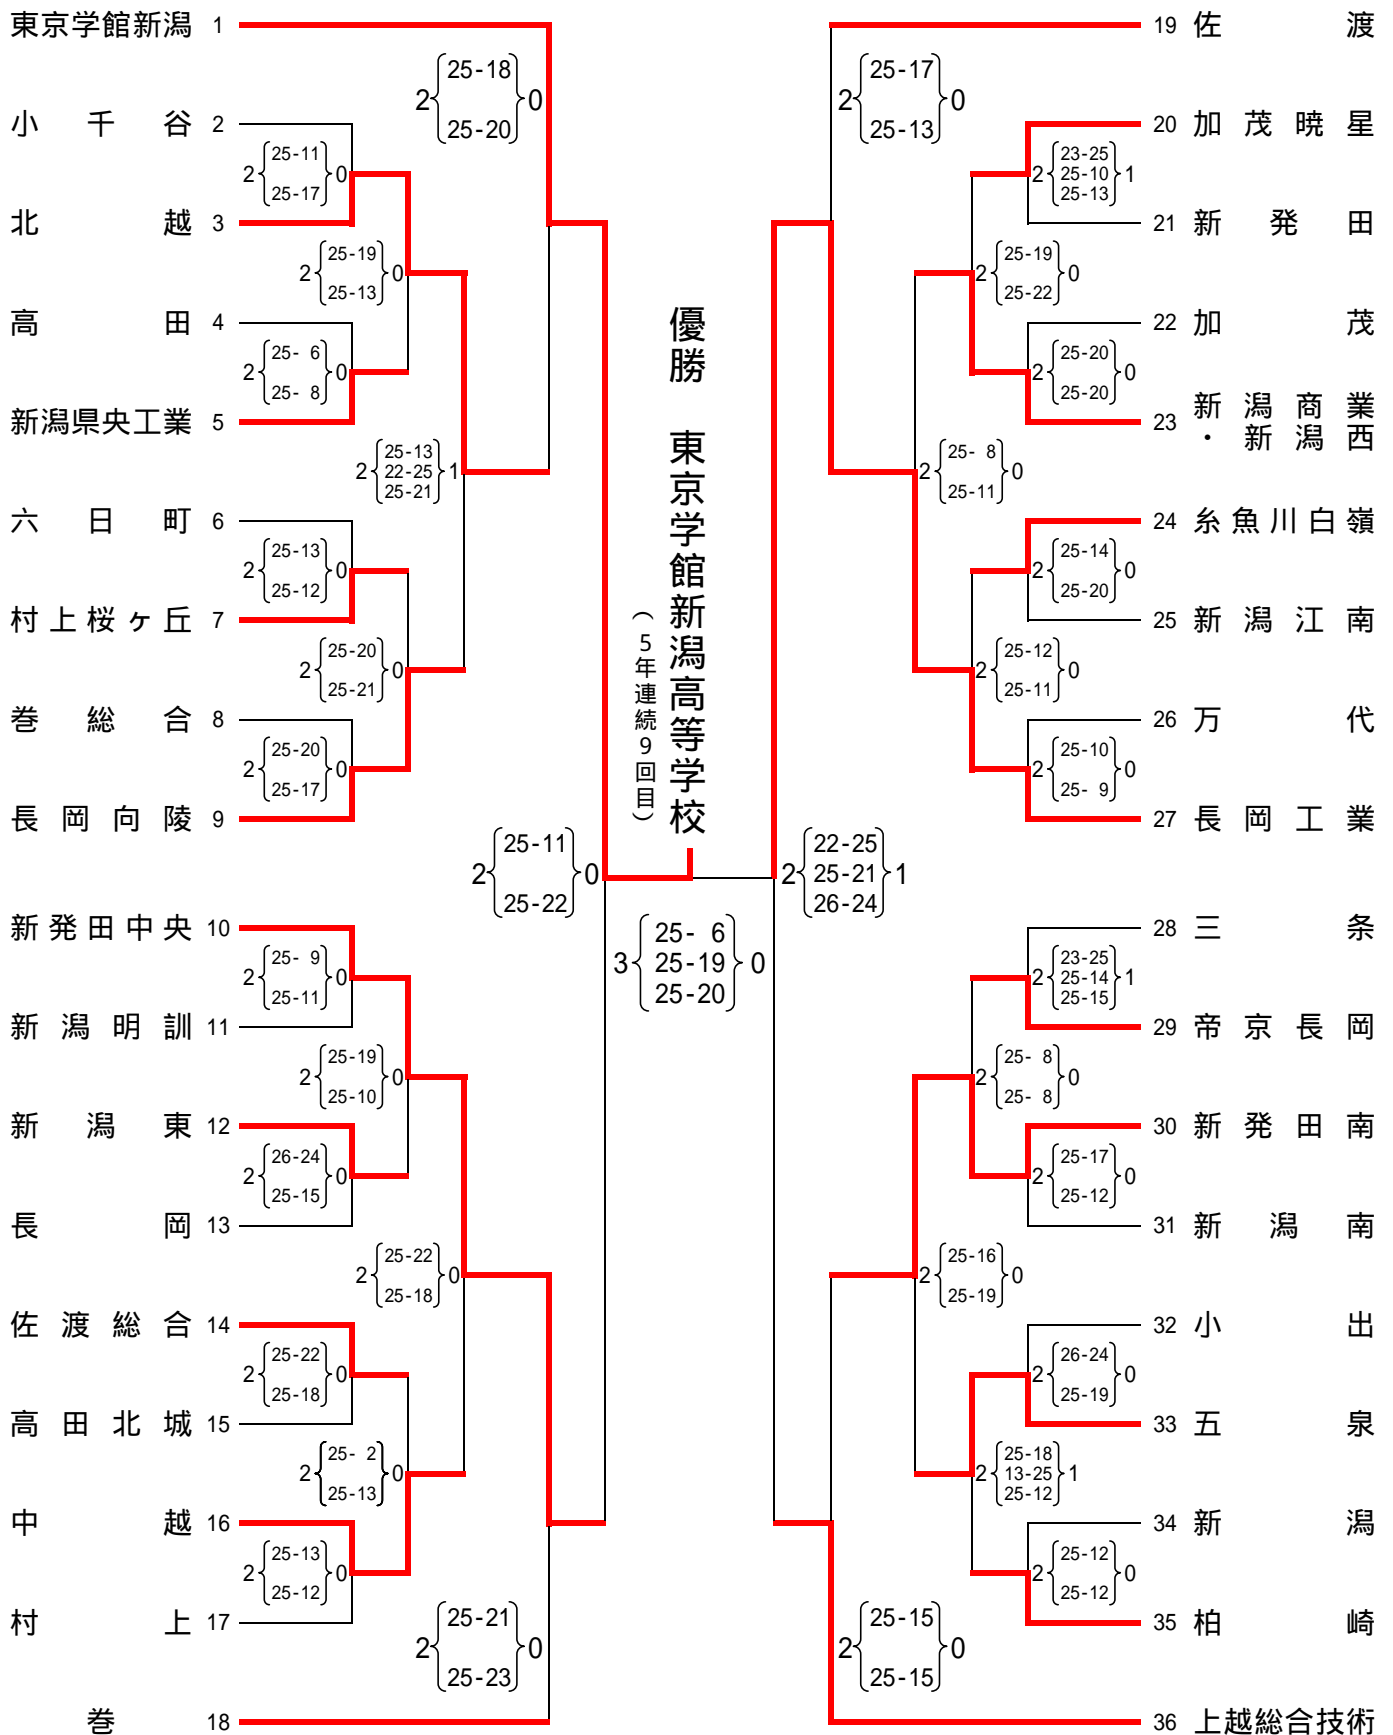 東京学館新潟 1
2 25-18 0
25-20
小千谷 2
2 25-11 0
25-17
北越 3
2 25-19 0
25-13
高田 4
2 25- 6 0
25- 8
新潟県央工業 5
2 25-13 1
22-25
25-21
六日町 6
2 25-13 0
25-12
村上桜ヶ丘 7
2 25-20 0
25-21
巻総合 8
2 25-20 0
25-17
長岡向陵 9
2 25-11 0
25-22
新発田中央 10
2 25- 9 0
25-11
新潟明訓 11
2 25-19 0
25-10
新潟東 12
2 26-24 0
25-15
長岡 13
2 25-22 0
25-18
佐渡総合 14
2 25-22 0
25-18
高田北城 15
2 25- 2 0
25-13
中越 16
2 25-13 0
25-12
村上 17
2 25-21 0
25-23
巻 18
優勝 東京学館新潟高等学校
(5年連続9回目)
3 25- 6 0
25-19
25-20
19 佐渡
2 25-17 0
25-13
20 加茂暁星
2 23-25 1
25-10
25-13
21 新発田
2 25-19 0
25-22
22 加茂
2 25-20 0
25-20
23 新潟商業
・新潟西
2 25- 8 0
25-11
24 糸魚川白嶺
2 25-14 0
25-20
25 新潟江南
2 25-12 0
25-11
26 万代
2 25-10 0
25- 9
27 長岡工業
2 22-25 1
25-21
26-24
28 三条
2 23-25 1
25-14
25-15
29 帝京長岡
2 25- 8 0
25- 8
30 新発田南
2 25-17 0
25-12
31 新潟南
2 25-16 0
25-19
32 小出
2 26-24 0
25-19
33 五泉
2 25-18 1
13-25
25-12
34 新潟
2 25-12 0
25-12
35 柏崎
2 25-15 0
25-15
36 上越総合技術